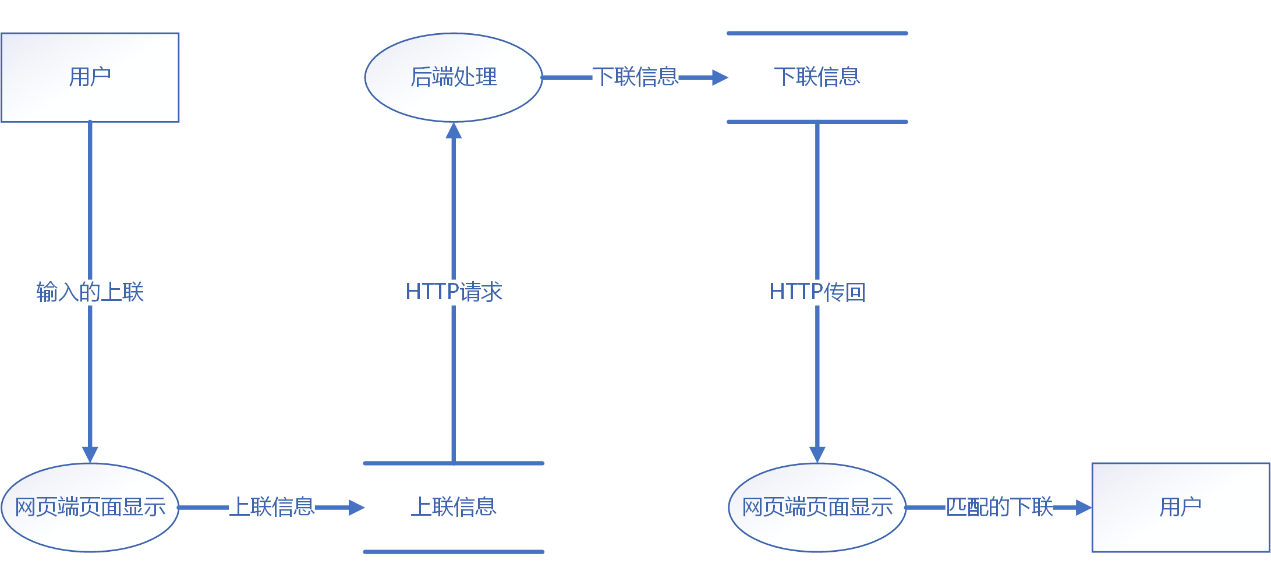 用户
后端处理
下联信息
下联信息
输入的上联
HTTP请求
HTTP传回
网页端页面显示
上联信息
上联信息
网页端页面显示
匹配的下联
用户